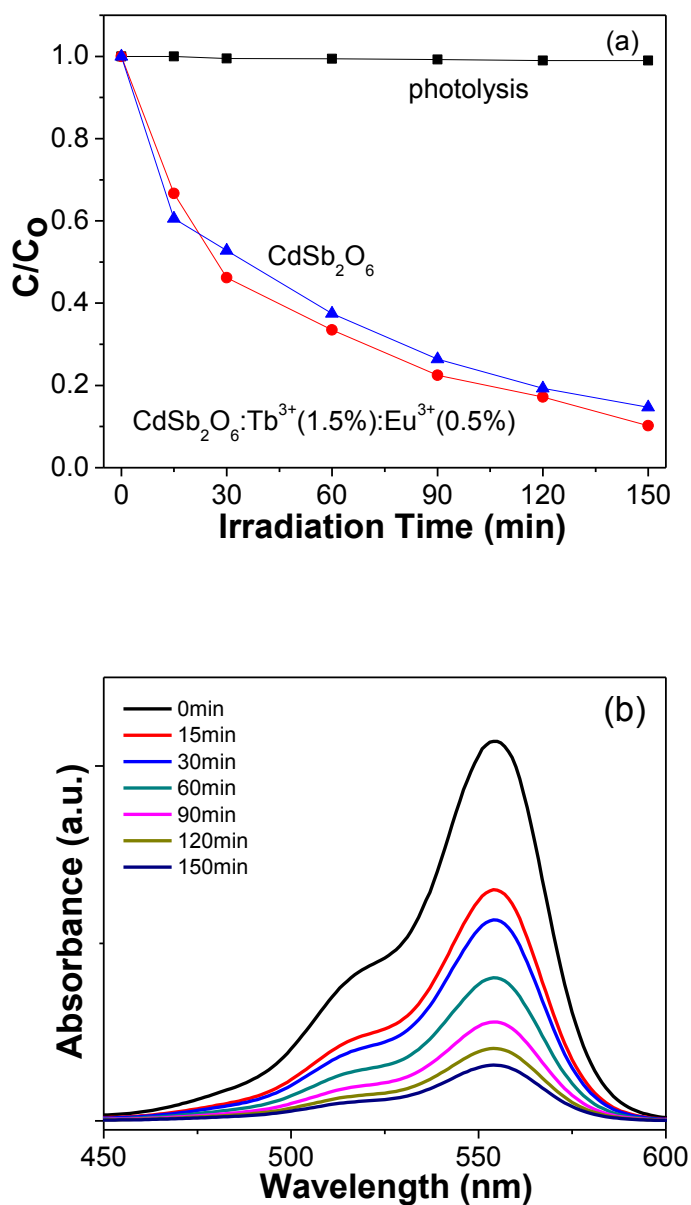 (a)
1.0
0.8
0.6
0.4
0.2
0.0
C/Co
photolysis
CdSb₂O₆
CdSb₂O₆:Tb³⁺(1.5%):Eu³⁺(0.5%)
0 30 60 90 120 150
Irradiation Time (min)
(b)
0min
15min
30min
60min
90min
120min
150min
Absorbance (a.u.)
450 500 550 600
Wavelength (nm)